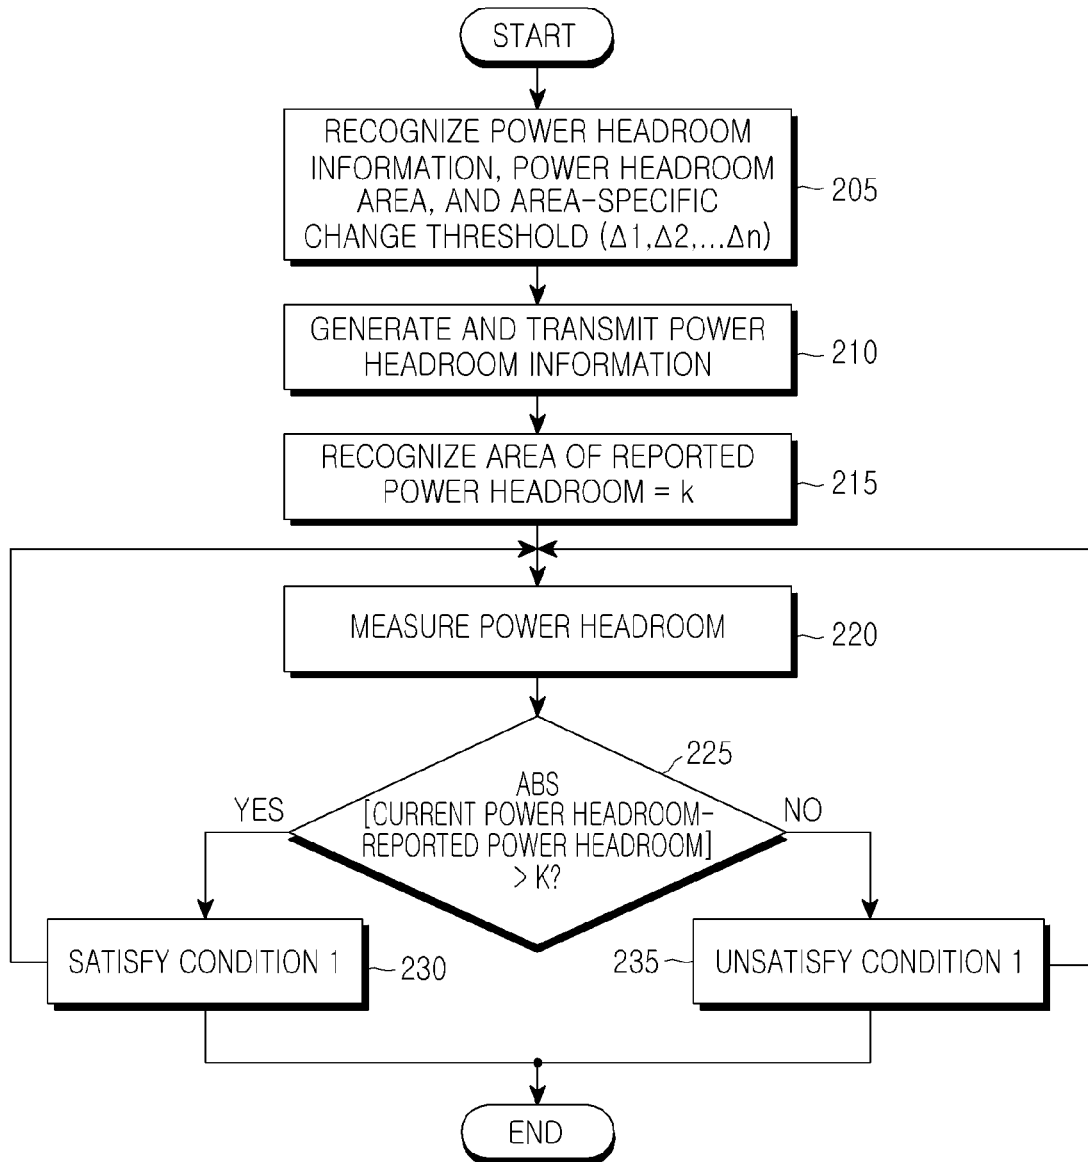 START
RECOGNIZE POWER HEADROOM
INFORMATION, POWER HEADROOM
AREA, AND AREA-SPECIFIC
CHANGE THRESHOLD (Δ1,Δ2,...Δn)
205
GENERATE AND TRANSMIT POWER
HEADROOM INFORMATION
210
RECOGNIZE AREA OF REPORTED
POWER HEADROOM = k
215
MEASURE POWER HEADROOM
220
225
ABS
[CURRENT POWER HEADROOM-
REPORTED POWER HEADROOM]
> K?
YES
NO
SATISFY CONDITION 1
230
235
UNSATISFY CONDITION 1
END